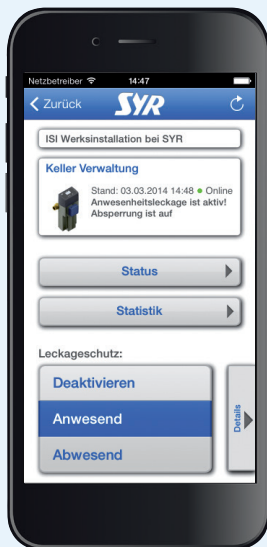 Netzbetreiber 14:47
Zurück SYR
ISI Werksinstallation bei SYR
Keller Verwaltung
Stand: 03.03.2014 14:48 Online
Anwesenheitsleckage ist aktiv!
Absperrung ist auf
Status
Statistik
Leckageschutz:
Deaktivieren
Anwesend
Abwesend
Details